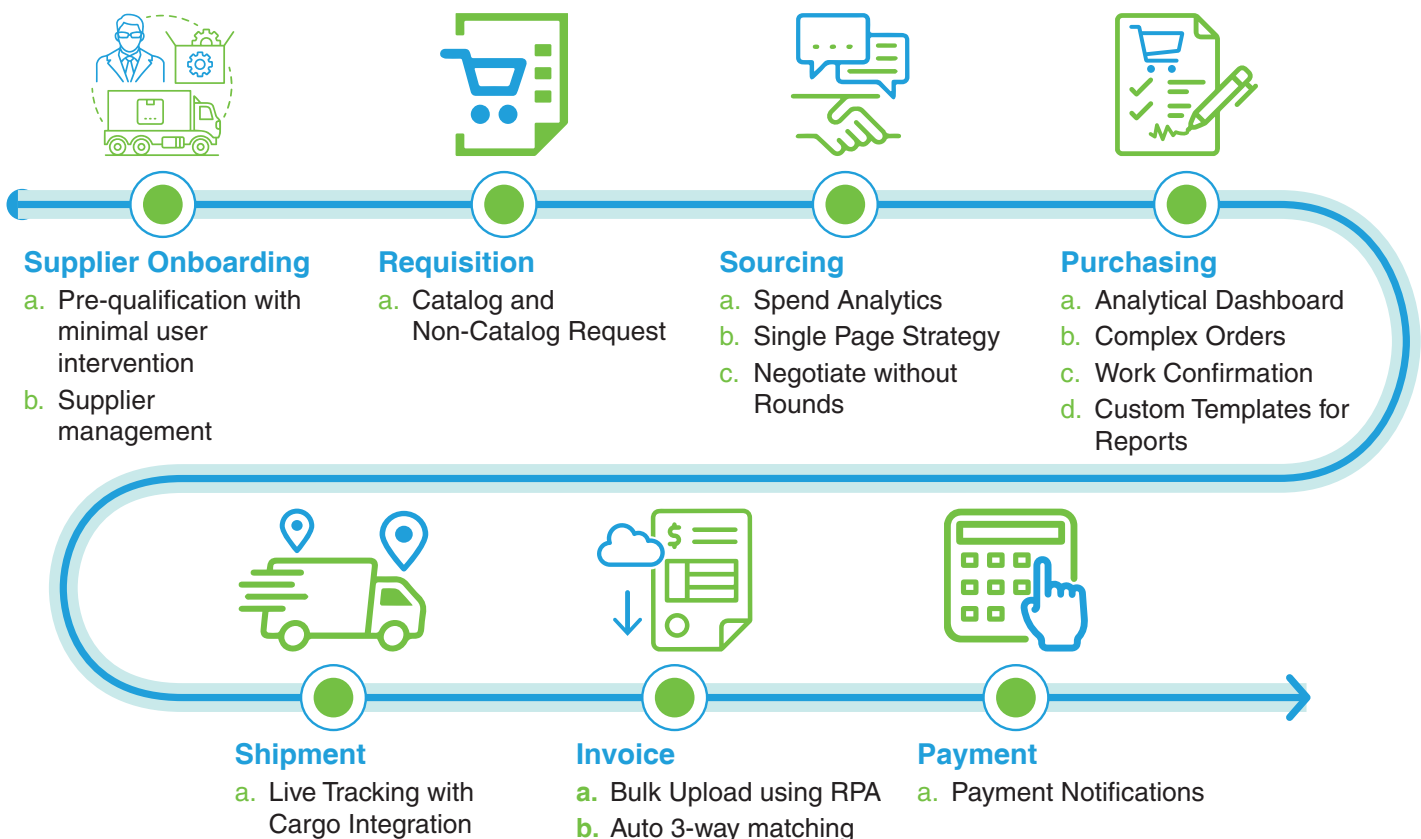 Supplier Onboarding
a. Pre-qualification with
minimal user
intervention
b. Supplier
management
Requisition
a. Catalog and
Non-Catalog Request
Sourcing
a. Spend Analytics
b. Single Page Strategy
c. Negotiate without
Rounds
Purchasing
a. Analytical Dashboard
b. Complex Orders
c. Work Confirmation
d. Custom Templates for
Reports
$
Shipment
a. Live Tracking with
Cargo Integration
Invoice
a. Bulk Upload using RPA
b. Auto 3-way matching
Payment
a. Payment Notifications